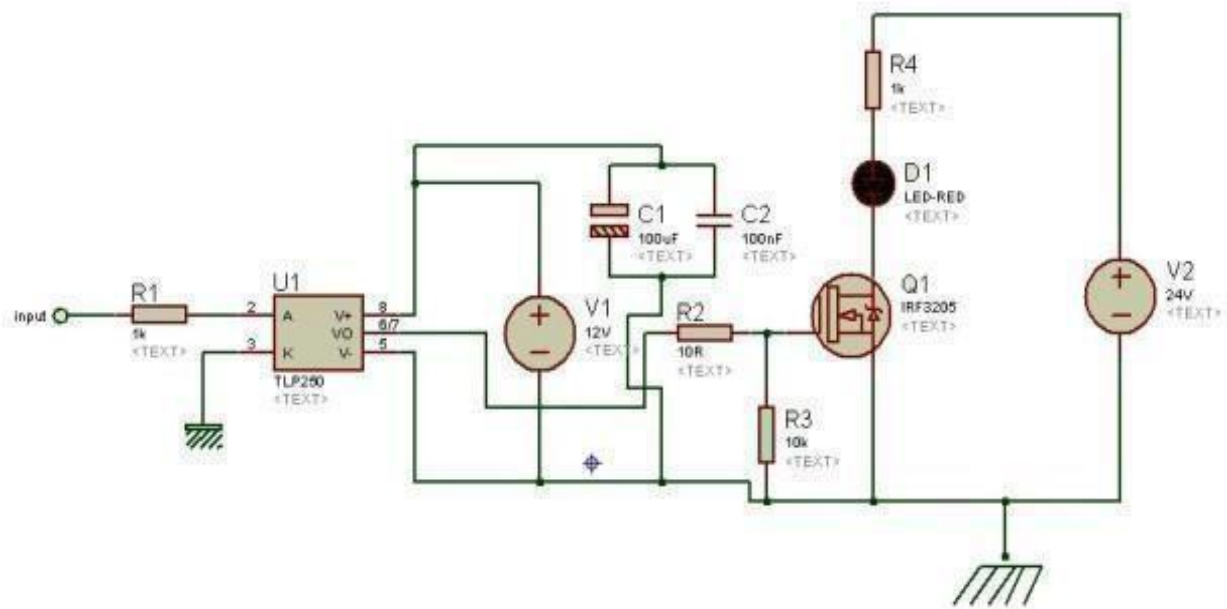 R4
1k
<TEXT>
D1
LED-RED
<TEXT>
C1
100uF
<TEXT>
C2
100nF
<TEXT>
V2
24V
<TEXT>
Q1
IRF3205
<TEXT>
R1
<TEXT>
input
U1
2
A
V+
8
VO
6/7
3
K
V-
5
TLP250
<TEXT>
V1
12V
<TEXT>
R2
10R
<TEXT>
R3
10k
<TEXT>